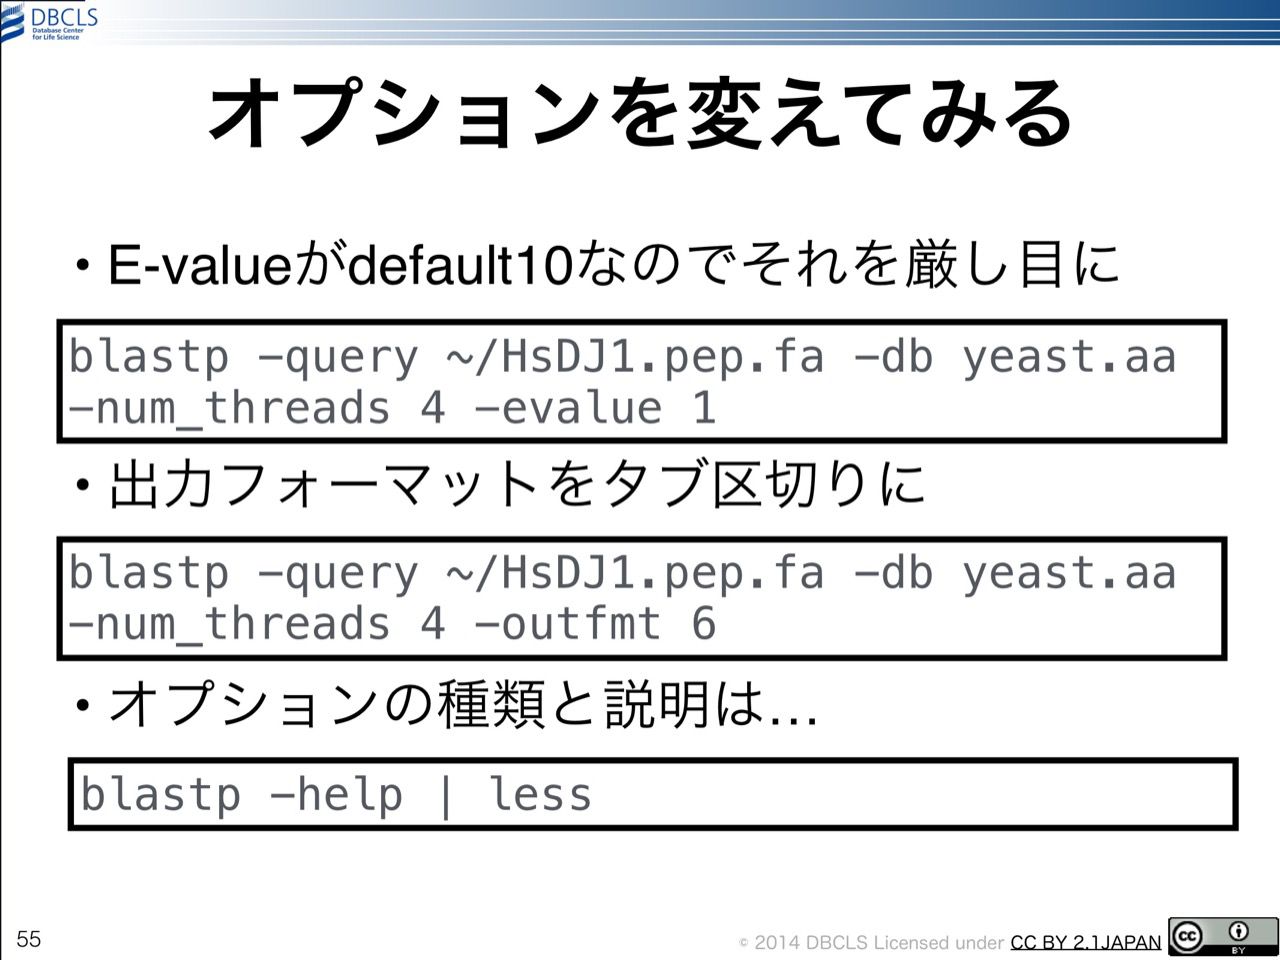 DBCLS
Database Center
for Life Science
オプションを変えてみる
• E-valueがdefault10なのでそれを厳し目に
blastp -query ~/HsDJ1.pep.fa -db yeast.aa
-num_threads 4 -evalue 1
• 出力フォーマットをタブ区切りに
blastp -query ~/HsDJ1.pep.fa -db yeast.aa
-num_threads 4 -outfmt 6
• オプションの種類と説明は…
blastp -help | less
55
© 2014 DBCLS Licensed under CC BY 2.1JAPAN
cc
BY